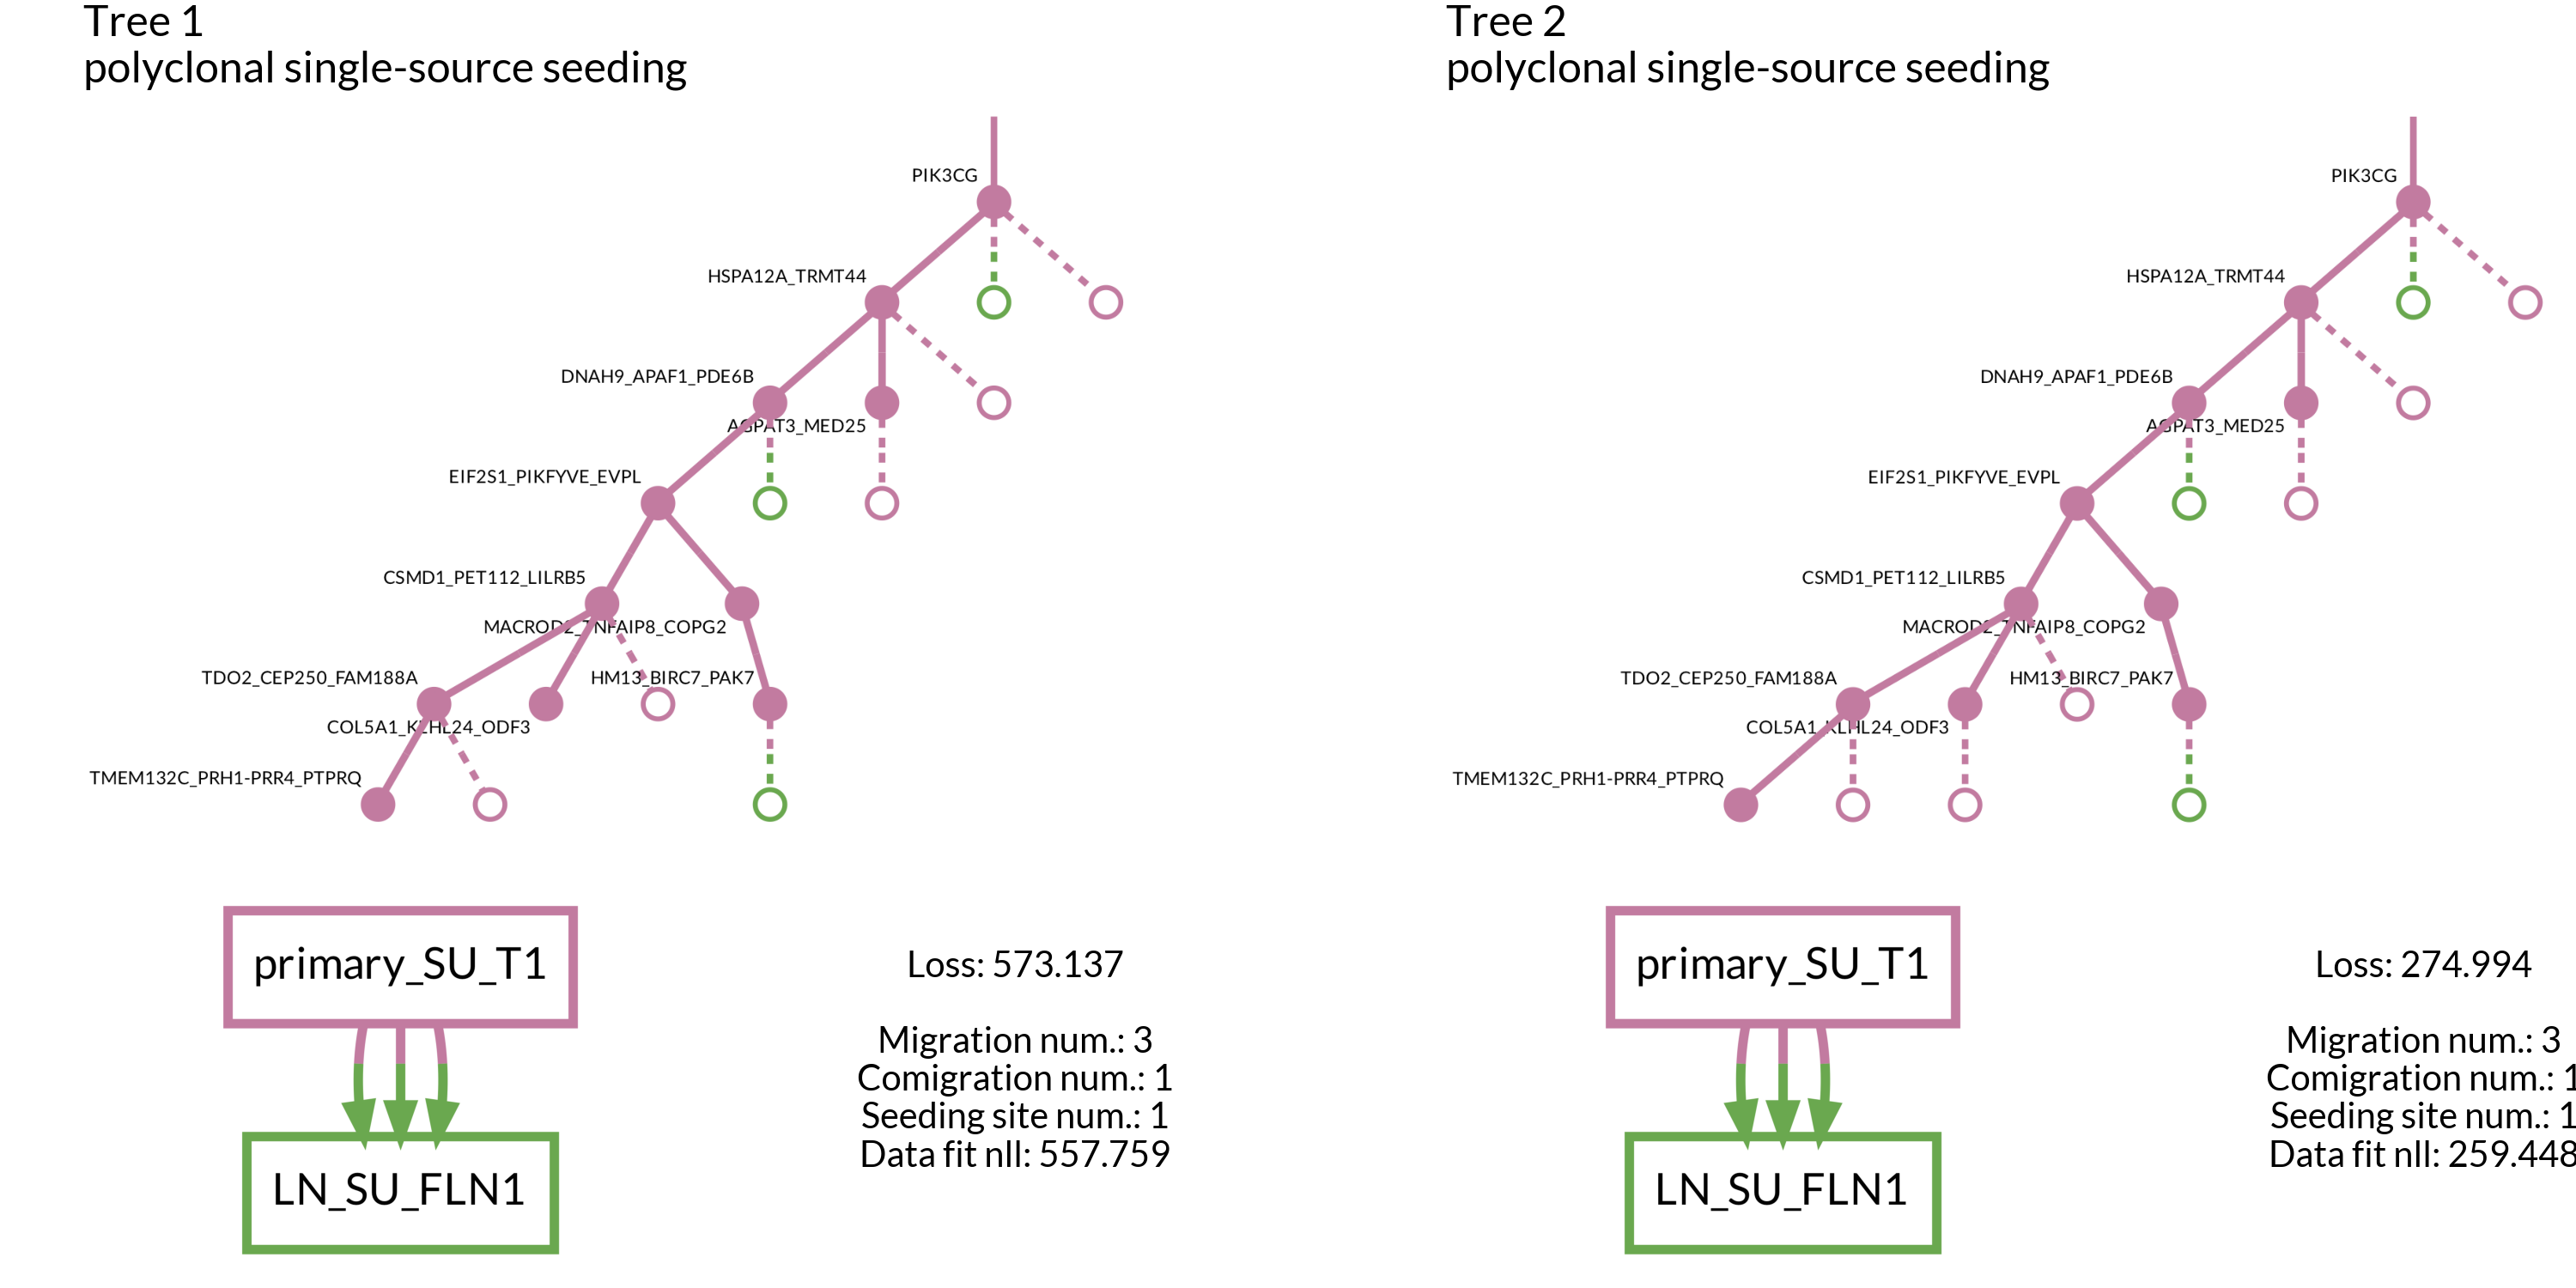 Tree 1
polyclonal single-source seeding
PIK3CG
HSPA12A_TRMT44
DNAH9_APAF1_PDE6B
AGPAT3_MED25
EIF2S1_PIKFYVE_EVPL
CSMD1_PET112_LILRB5
MACROD2_TNFAIP8_COPG2
TDO2_CEP250_FAM188A
HM13_BIRC7_PAK7
COL5A1_KLHL24_ODF3
TMEM132C_PRH1-PRR4_PTPRQ
primary_SU_T1
LN_SU_FLN1
Loss: 573.137
Migration num.: 3
Comigration num.: 1
Seeding site num.: 1
Data fit nll: 557.759
Tree 2
polyclonal single-source seeding
PIK3CG
HSPA12A_TRMT44
DNAH9_APAF1_PDE6B
AGPAT3_MED25
EIF2S1_PIKFYVE_EVPL
CSMD1_PET112_LILRB5
MACROD2_TNFAIP8_COPG2
TDO2_CEP250_FAM188A
HM13_BIRC7_PAK7
COL5A1_KLHL24_ODF3
TMEM132C_PRH1-PRR4_PTPRQ
primary_SU_T1
LN_SU_FLN1
Loss: 274.994
Migration num.: 3
Comigration num.: 1
Seeding site num.: 1
Data fit nll: 259.448